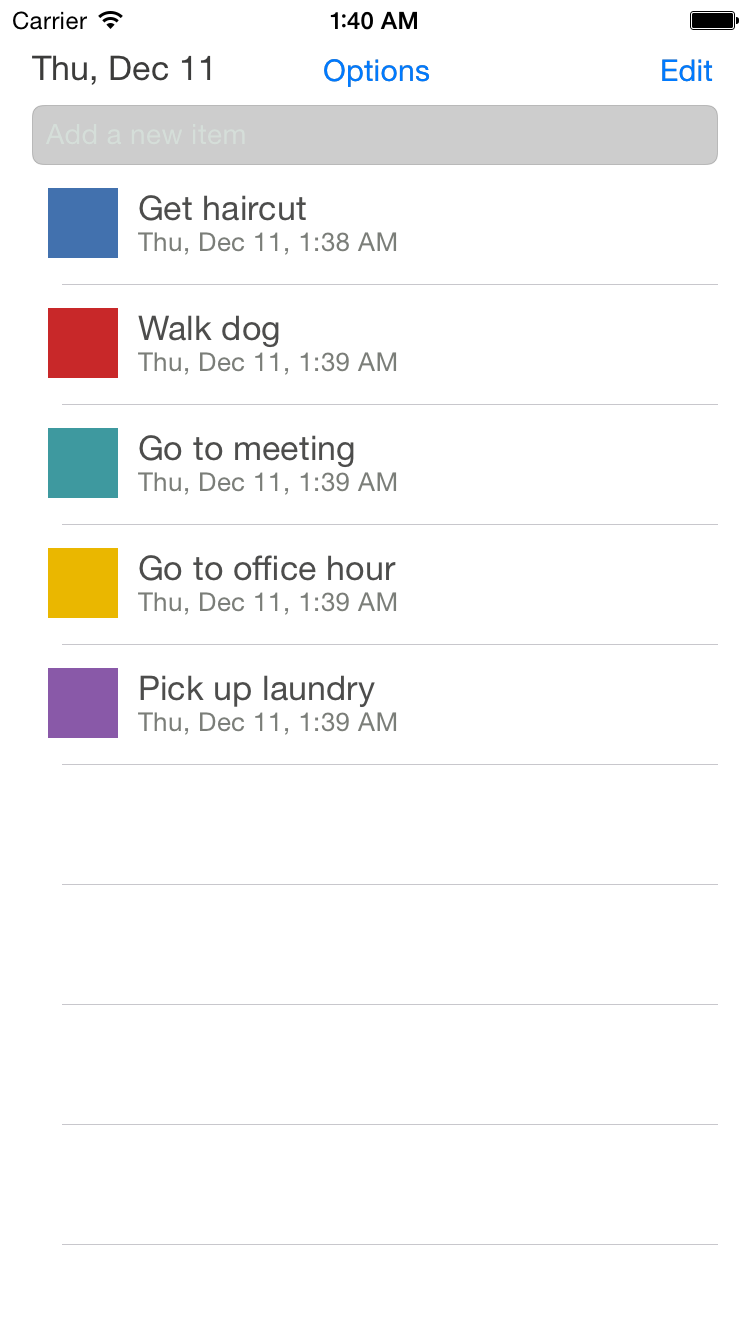 Carrier 1:40 AM
Thu, Dec 11 Options Edit
Add a new item
Get haircut
Thu, Dec 11, 1:38 AM
Walk dog
Thu, Dec 11, 1:39 AM
Go to meeting
Thu, Dec 11, 1:39 AM
Go to office hour
Thu, Dec 11, 1:39 AM
Pick up laundry
Thu, Dec 11, 1:39 AM